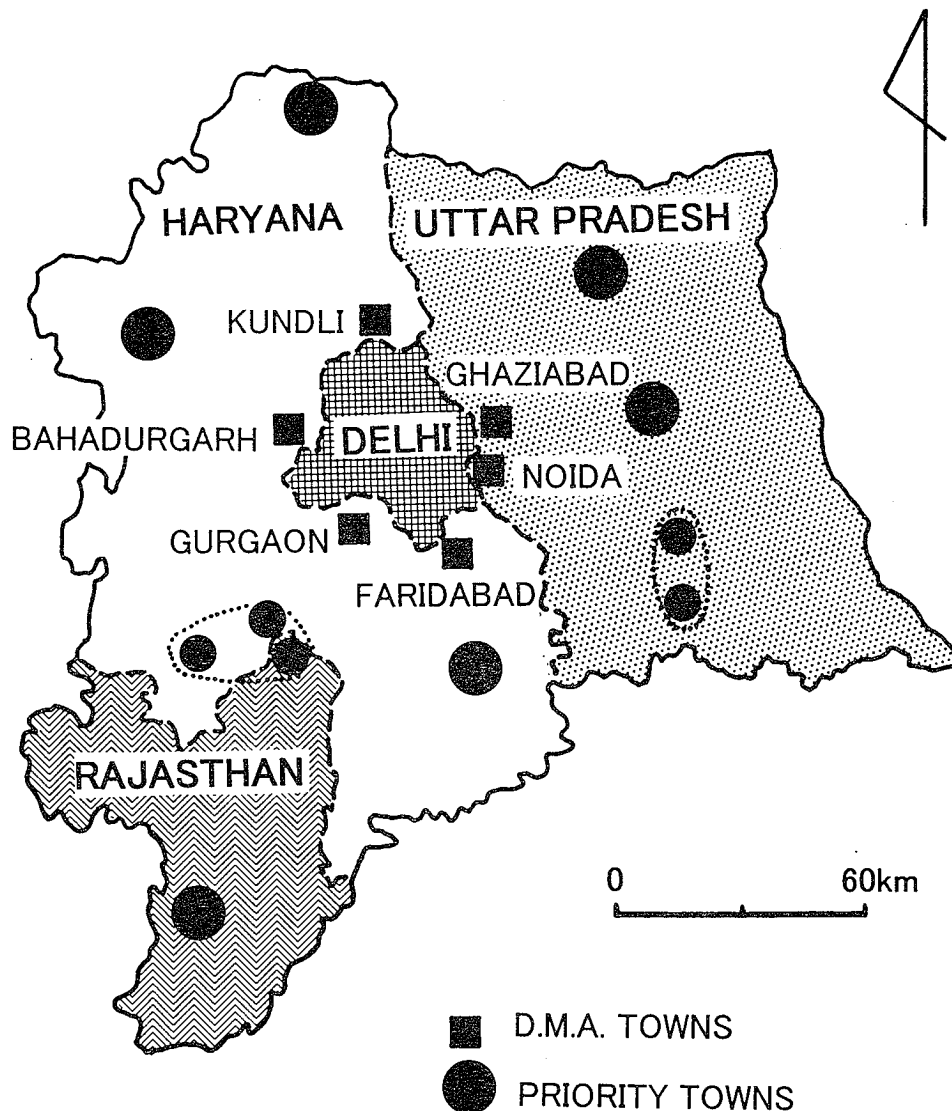 HARYANA
UTTAR PRADESH
KUNDLI
GHAZIABAD
BAHADURGARH
DELHI
NOIDA
GURGAON
FARIDABAD
RAJASTHAN
0 60km
D.M.A. TOWNS
PRIORITY TOWNS